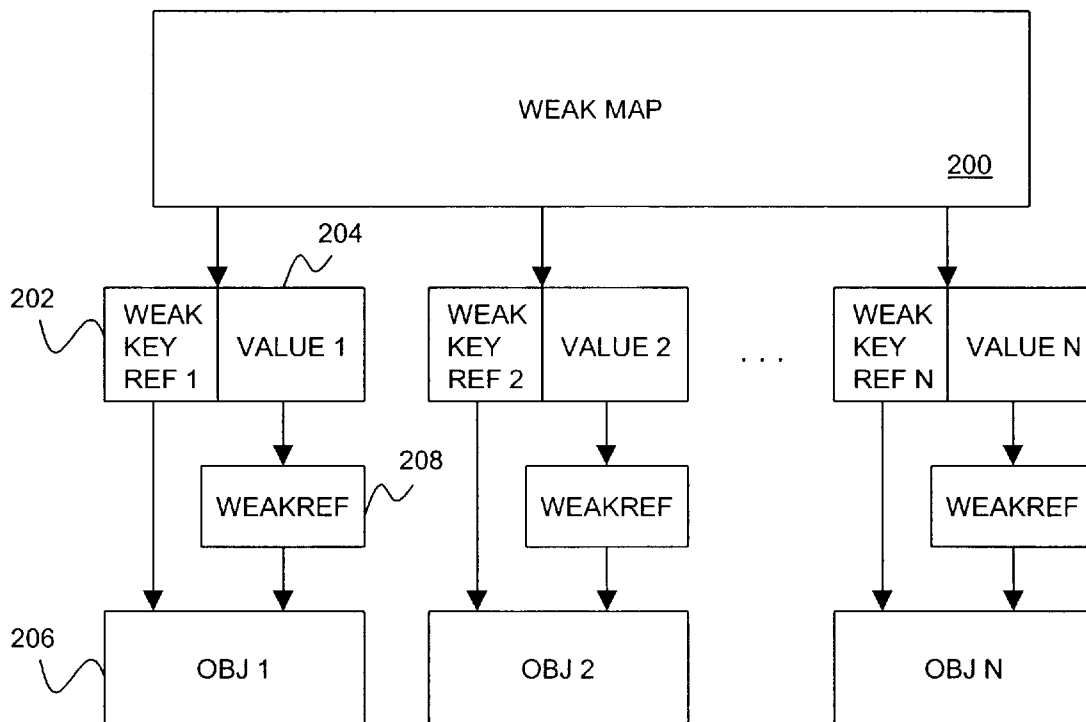 WEAK MAP
200
204
202
WEAK
KEY
REF 1
VALUE 1
WEAK
KEY
REF 2
VALUE 2
. . .
WEAK
KEY
REF N
VALUE N
208
WEAKREF
WEAKREF
WEAKREF
206
OBJ 1
OBJ 2
OBJ N